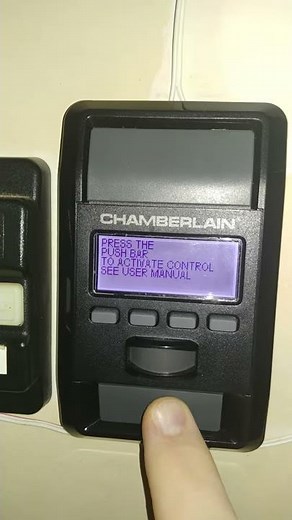 CHAMBERLAIN®
PRESS THE
PUSH BAR
TO ACTIVATE CONTROL
SEE USER MANUAL